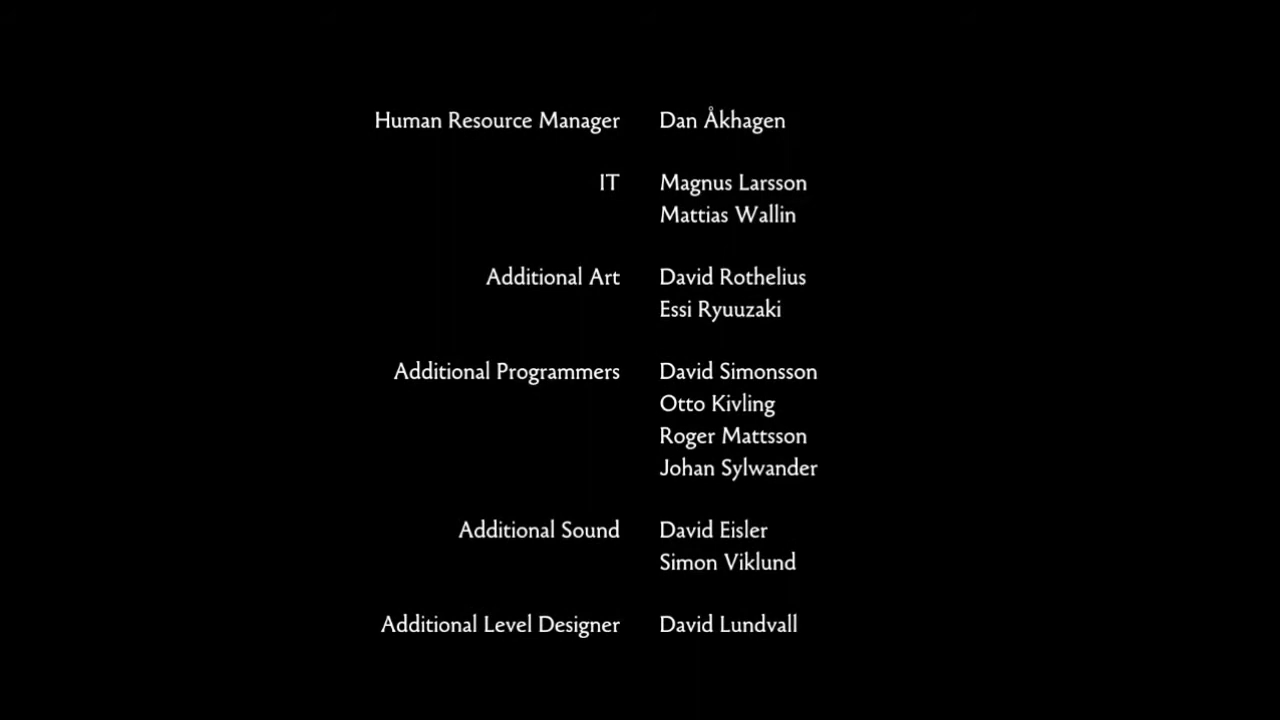 Human Resource Manager Dan Åkhagen
IT Magnus Larsson
Mattias Wallin
Additional Art David Rothelius
Essi Ryuuzaki
Additional Programmers David Simonsson
Otto Kivling
Roger Mattsson
Johan Sylwander
Additional Sound David Eisler
Simon Viklund
Additional Level Designer David Lundvall